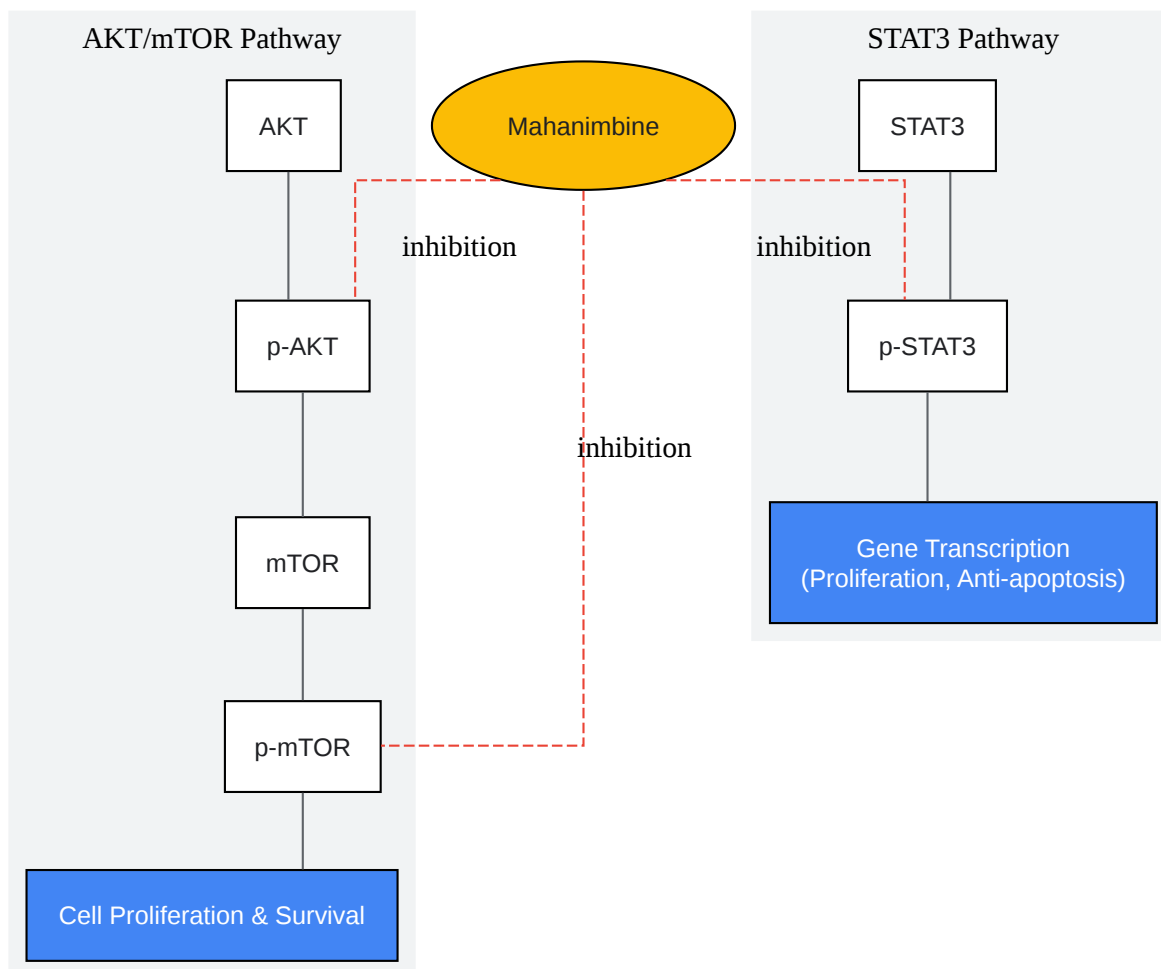 AKT/mTOR Pathway
STAT3 Pathway
AKT
Mahanimbine
STAT3
inhibition
inhibition
p-AKT
p-STAT3
inhibition
mTOR
Gene Transcription
(Proliferation, Anti-apoptosis)
p-mTOR
Cell Proliferation & Survival